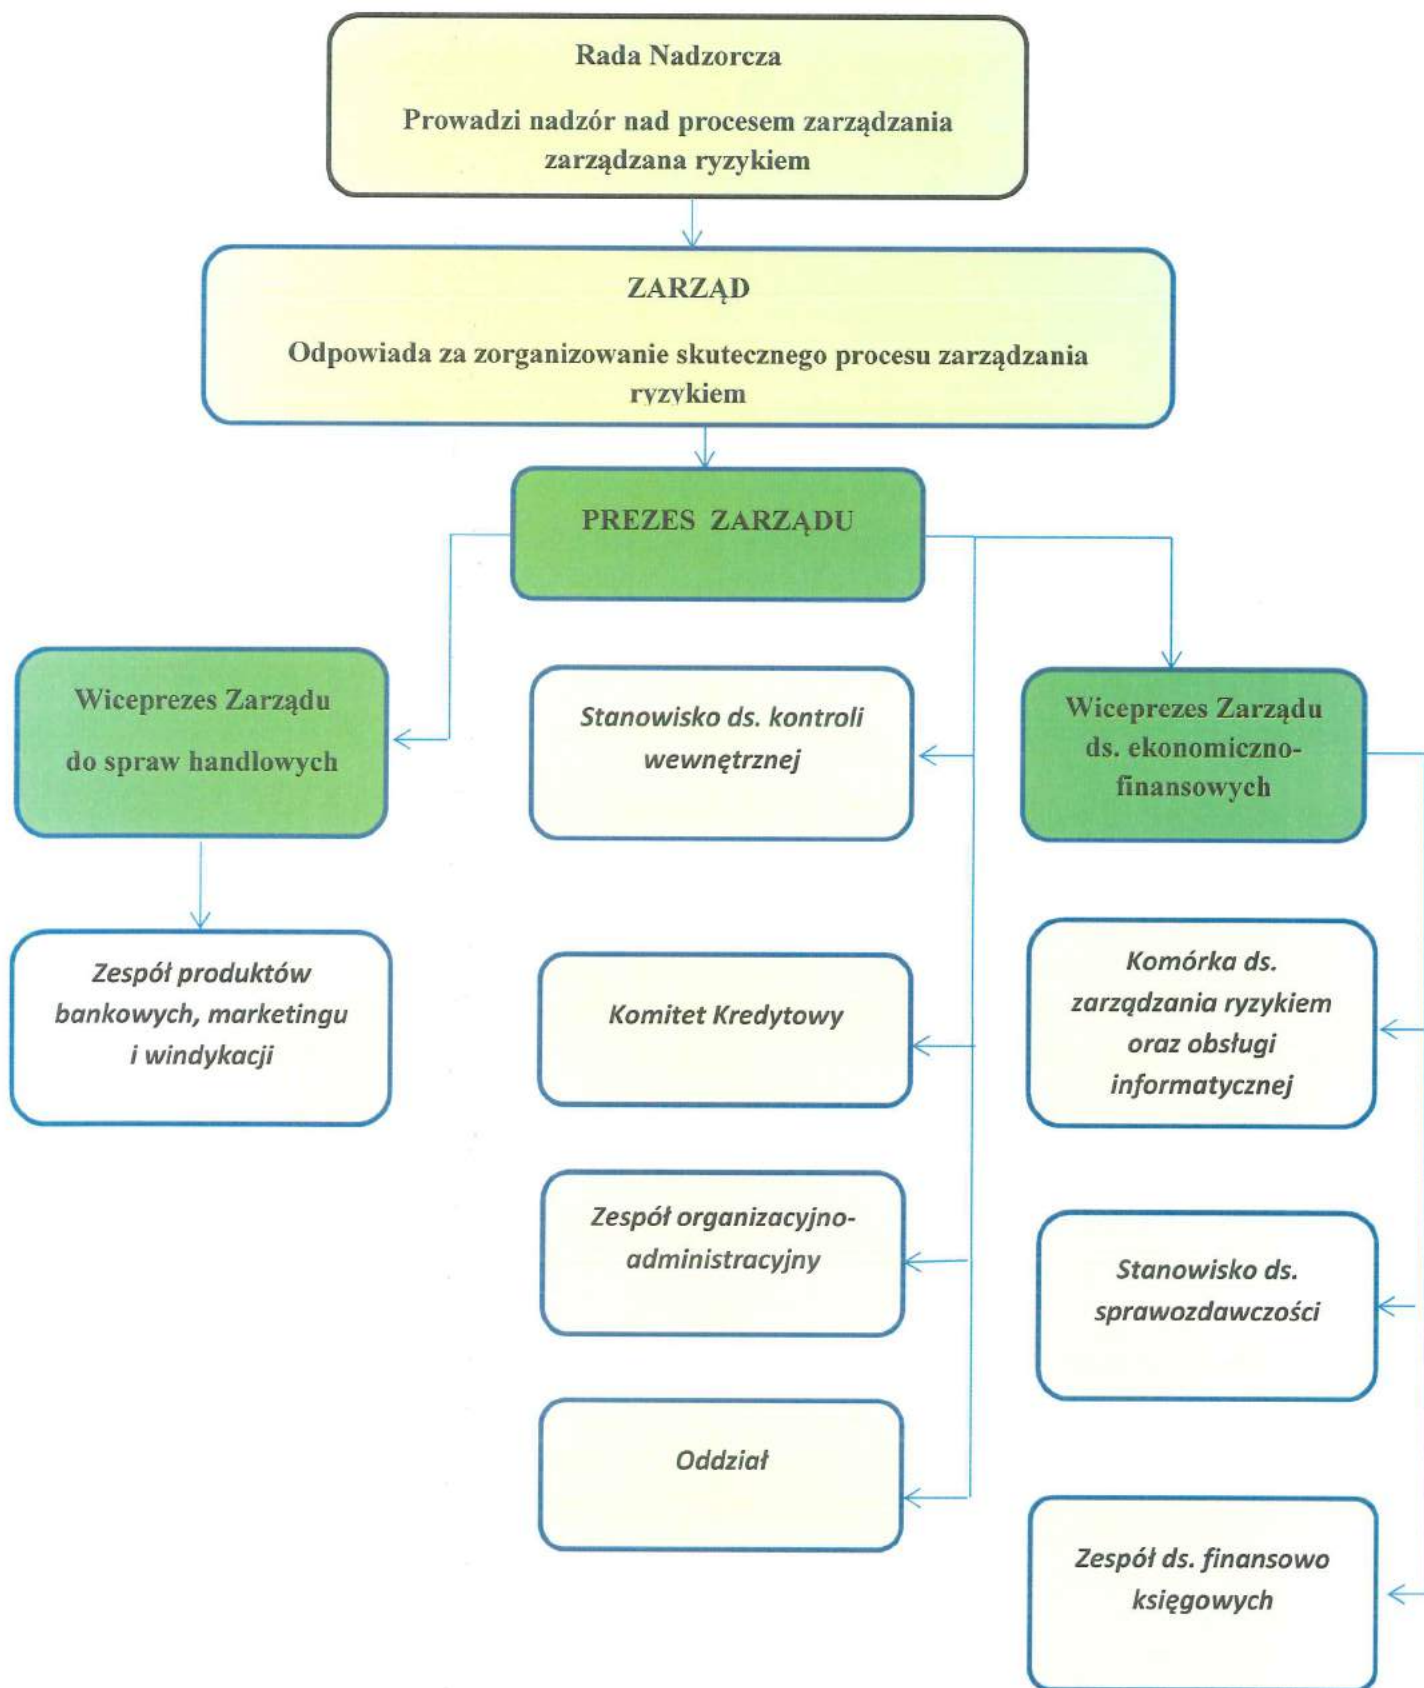 Rada Nadzorcza
Prowadzi nadzór nad procesem zarządzania
zarządzana ryzykiem
ZARZĄD
Odpowiada za zorganizowanie skutecznego procesu zarządzania
ryzykiem
PREZES ZARZĄDU
Wiceprezes Zarządu
do spraw handlowych
Zespół produktów
bankowych, marketingu
i windykacji
Stanowisko ds. kontroli
wewnętrznej
Komitet Kredytowy
Zespół organizacyjno-
administracyjny
Oddział
Wiceprezes Zarządu
ds. ekonomiczno-
finansowych
Komórka ds.
zarządzania ryzykiem
oraz obsługi
informatycznej
Stanowisko ds.
sprawozdawczości
Zespół ds. finansowo
księgowych